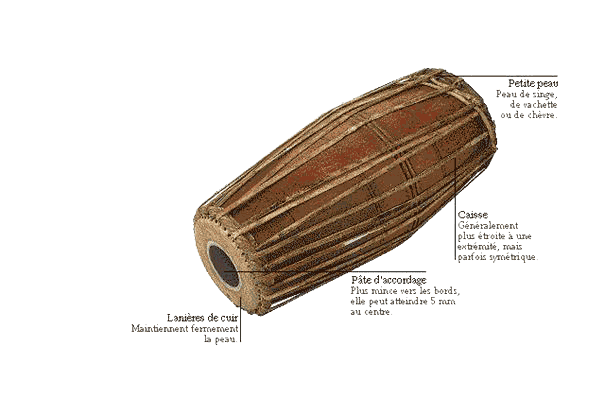 Petite peau
Peau de singe,
de vachette
ou de chèvre.
Caisse
Généralement
plus étroite à une
extrémité, mais
parfois symétrique.
Pâte d'accordage
Plus mince vers les bords,
elle peut atteindre 5 mm
au centre.
Lanières de cuir
Maintiennent fermement
la peau.